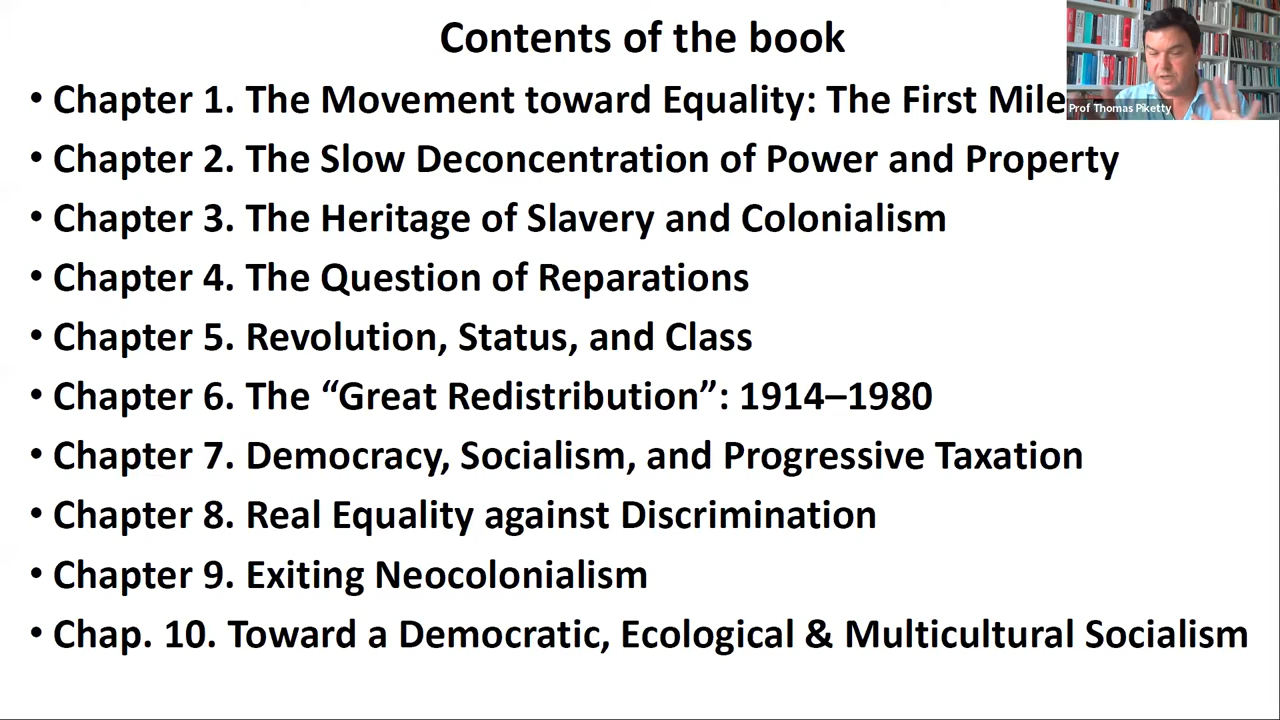 Contents of the book
• Chapter 1. The Movement toward Equality: The First Mile
Prof Thomas Piketty
• Chapter 2. The Slow Deconcentration of Power and Property
• Chapter 3. The Heritage of Slavery and Colonialism
• Chapter 4. The Question of Reparations
• Chapter 5. Revolution, Status, and Class
• Chapter 6. The “Great Redistribution”: 1914–1980
• Chapter 7. Democracy, Socialism, and Progressive Taxation
• Chapter 8. Real Equality against Discrimination
• Chapter 9. Exiting Neocolonialism
• Chap. 10. Toward a Democratic, Ecological & Multicultural Socialism